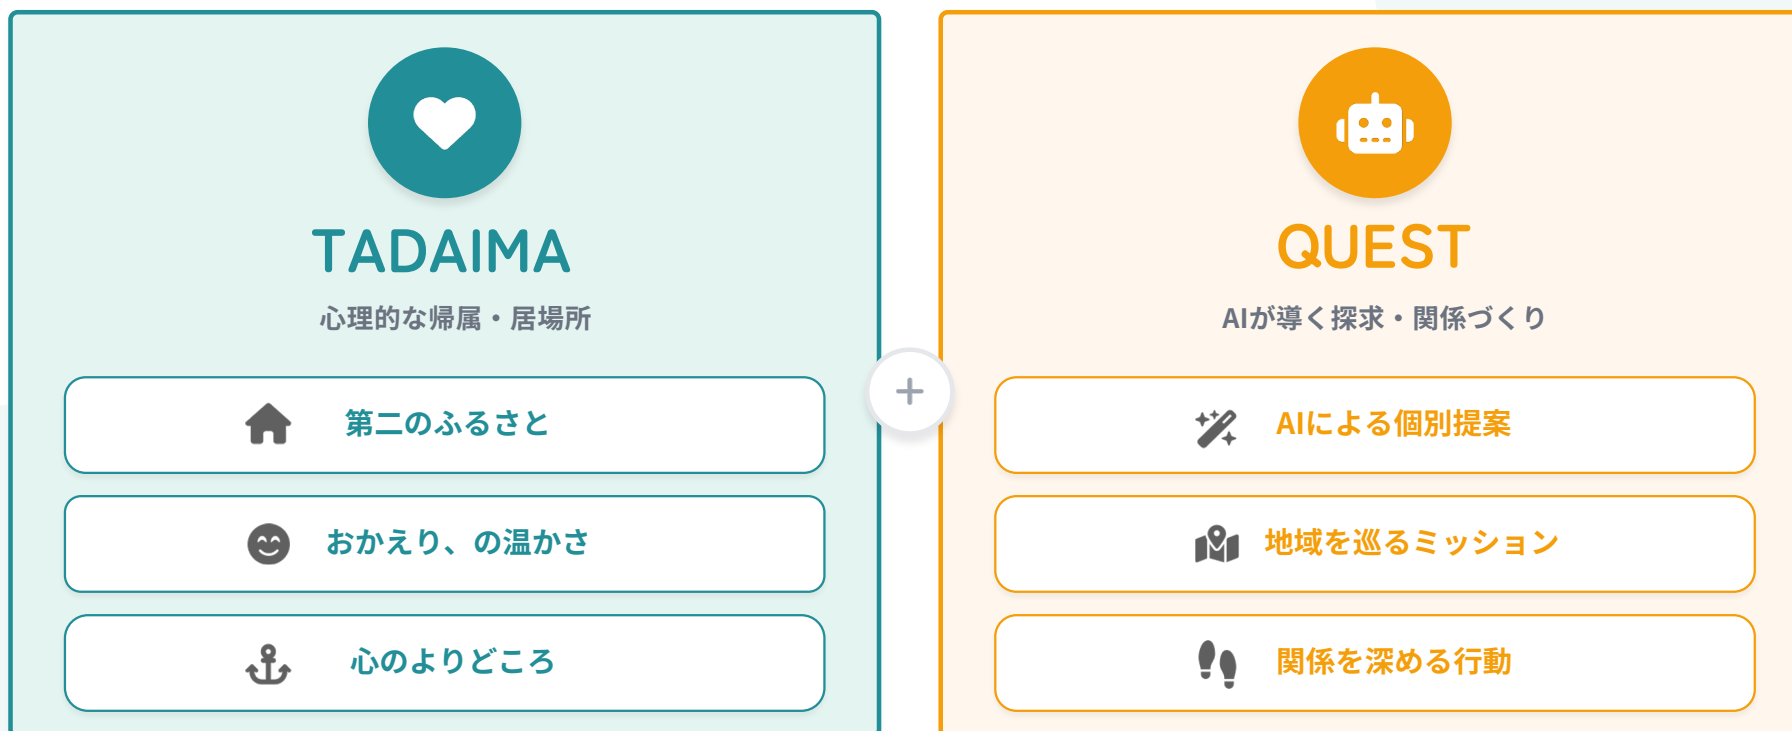 TADAIMA
心理的な帰属・居場所
第二のふるさと
おかえり、の温かさ
心のよりどころ
+
QUEST
AIが導く探求・関係づくり
AIによる個別提案
地域を巡るミッション
関係を深める行動